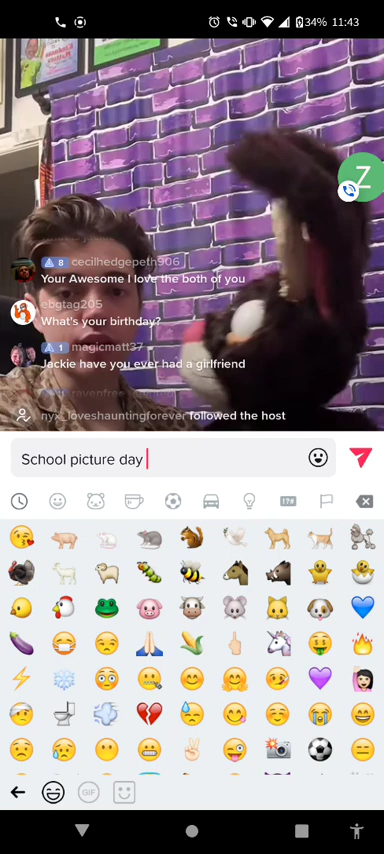 34% 11:43
Z
8 cecilhedgepeth906
Your Awesome I love the both of you
ebgtag205
What's your birthday?
1 magicmatt37
Jackie have you ever had a girlfriend
nyx_loveshauntingforever followed the host
School picture day
!?#
GIF